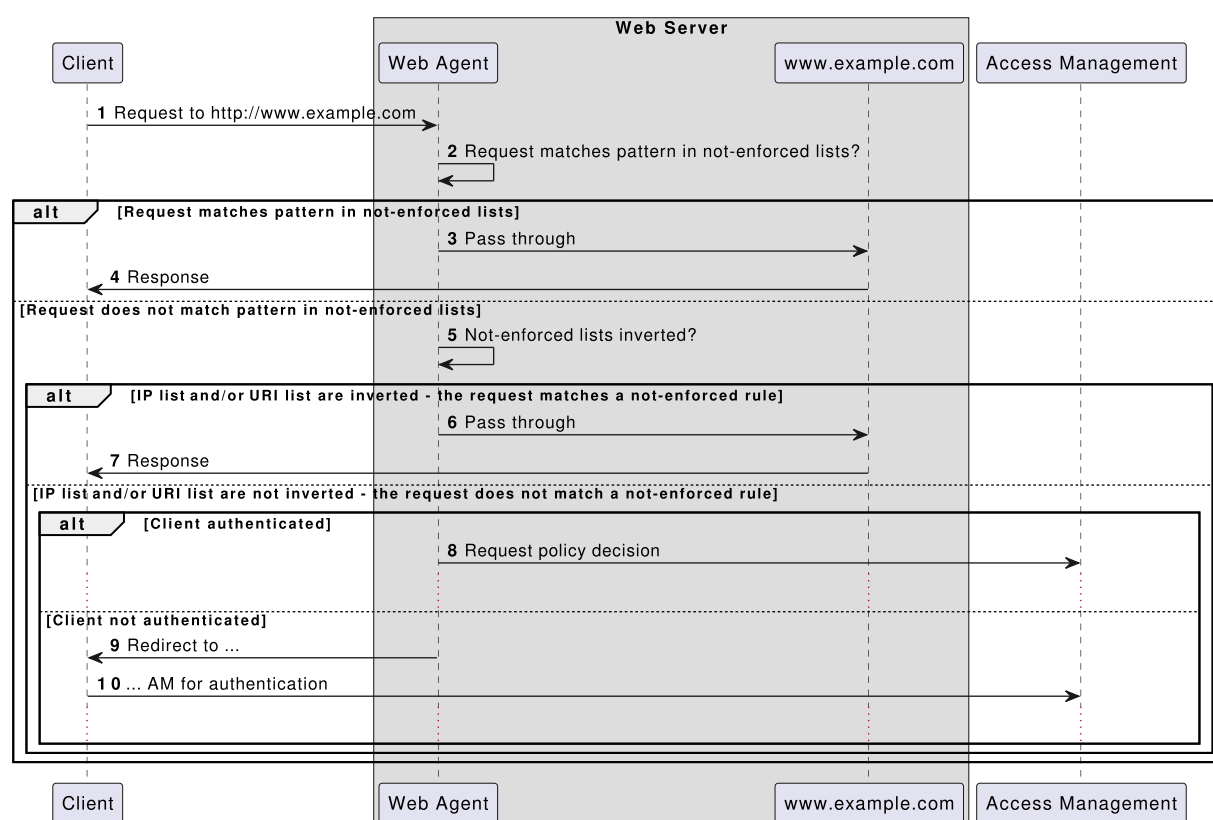 Web Server
Client
Web Agent
www.example.com
Access Management
1 Request to http://www.example.com
2 Request matches pattern in not-enforced lists?
alt [Request matches pattern in not-enforced lists]
3 Pass through
4 Response
[Request does not match pattern in not-enforced lists]
5 Not-enforced lists inverted?
alt [IP list and/or URI list are inverted - the request matches a not-enforced rule]
6 Pass through
7 Response
[IP list and/or URI list are not inverted - the request does not match a not-enforced rule]
alt [Client authenticated]
8 Request policy decision
[Client not authenticated]
9 Redirect to ...
10 ... AM for authentication
Client
Web Agent
www.example.com
Access Management